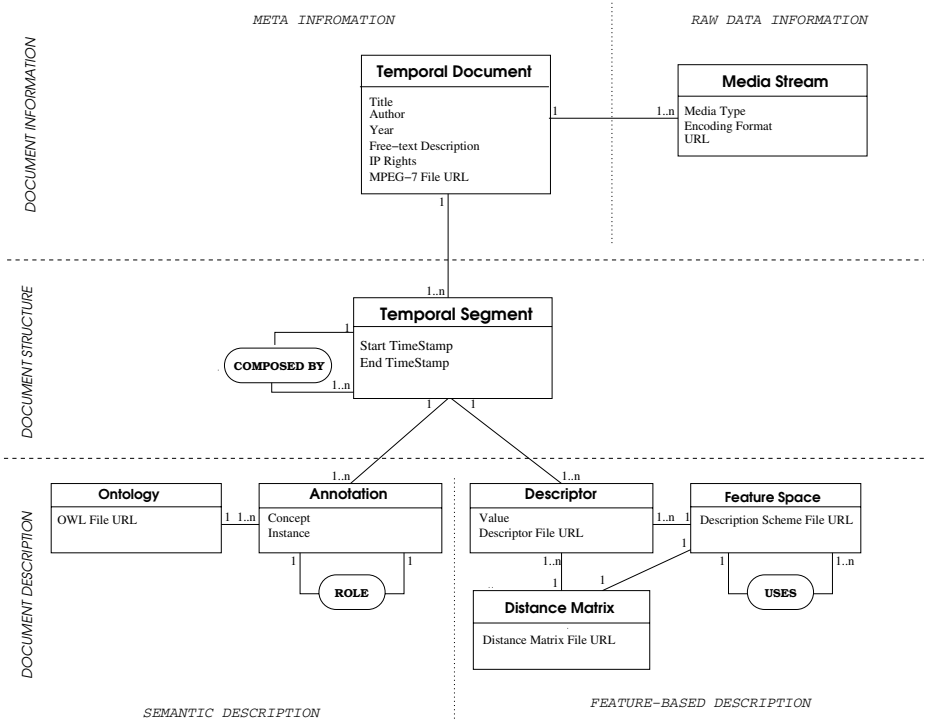 META INFROMATION
RAW DATA INFORMATION
DOCUMENT INFORMATION
Temporal Document
Title
Author
Year
Free-text Description
IP Rights
MPEG-7 File URL
1
1..n
Media Stream
Media Type
Encoding Format
URL
1
1..n
DOCUMENT STRUCTURE
Temporal Segment
Start TimeStamp
End TimeStamp
1
COMPOSED BY
1..n
1
1
1..n
1..n
DOCUMENT DESCRIPTION
Ontology
OWL File URL
1
1..n
Annotation
Concept
Instance
1
1
ROLE
Descriptor
Value
Descriptor File URL
1..n
1
Feature Space
Description Scheme File URL
1..n
1
1
1
1
1..n
USES
Distance Matrix
Distance Matrix File URL
SEMANTIC DESCRIPTION
FEATURE-BASED DESCRIPTION